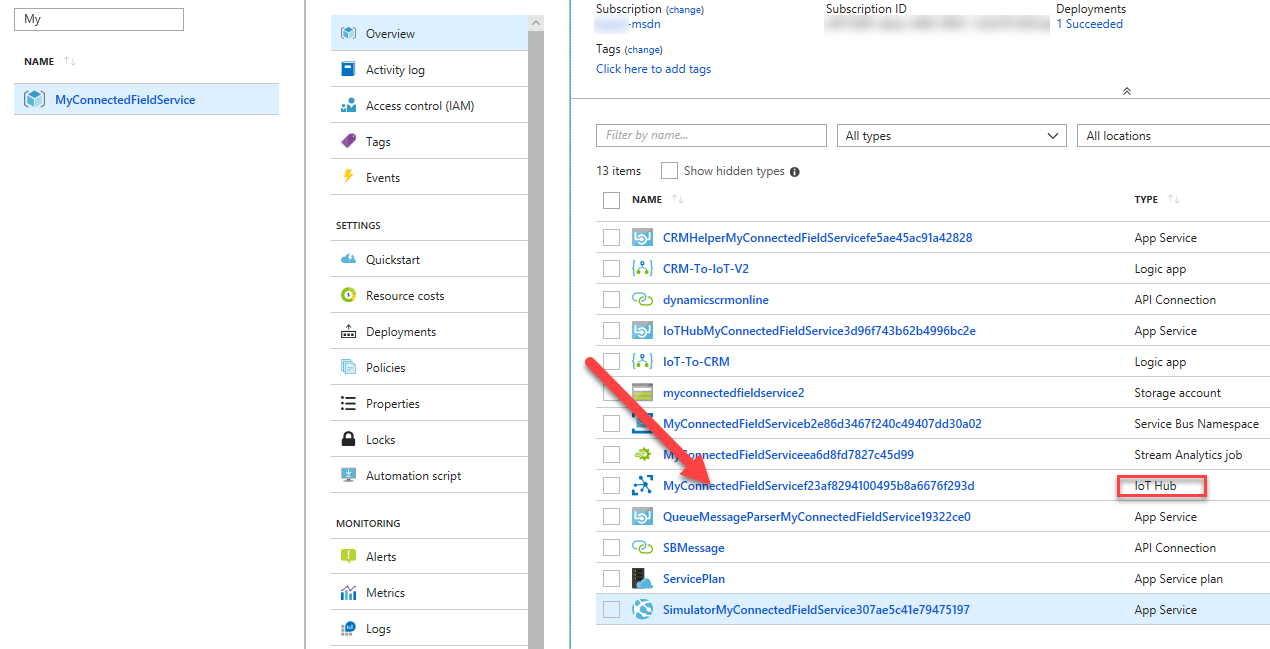 My
NAME
MyConnectedFieldService
Overview
Activity log
Access control (IAM)
Tags
Events
SETTINGS
Quickstart
Resource costs
Deployments
Policies
Properties
Locks
Automation script
MONITORING
Alerts
Metrics
Logs
Subscription (change)
-msdn
Subscription ID
Deployments
1 Succeeded
Tags (change)
Click here to add tags
Filter by name...
All types
All locations
13 items
Show hidden types
NAME TYPE
CRMHelperMyConnectedFieldServicefe5ae45ac91a42828 App Service
CRM-To-IoT-V2 Logic app
dynamicscrmonline API Connection
IoTHubMyConnectedFieldService3d96f743b62b4996bc2e App Service
IoT-To-CRM Logic app
myconnectedfieldservice2 Storage account
MyConnectedFieldServiceb2e86d3467f240c49407dd30a02 Service Bus Namespace
MyConnectedFieldServiceea6d8fd7827c45d99 Stream Analytics job
MyConnectedFieldServicef23af8294100495b8a6676f293d IoT Hub
QueueMessageParserMyConnectedFieldService19322ce0 App Service
SBMessage API Connection
ServicePlan App Service plan
SimulatorMyConnectedFieldService307ae5c41e79475197 App Service